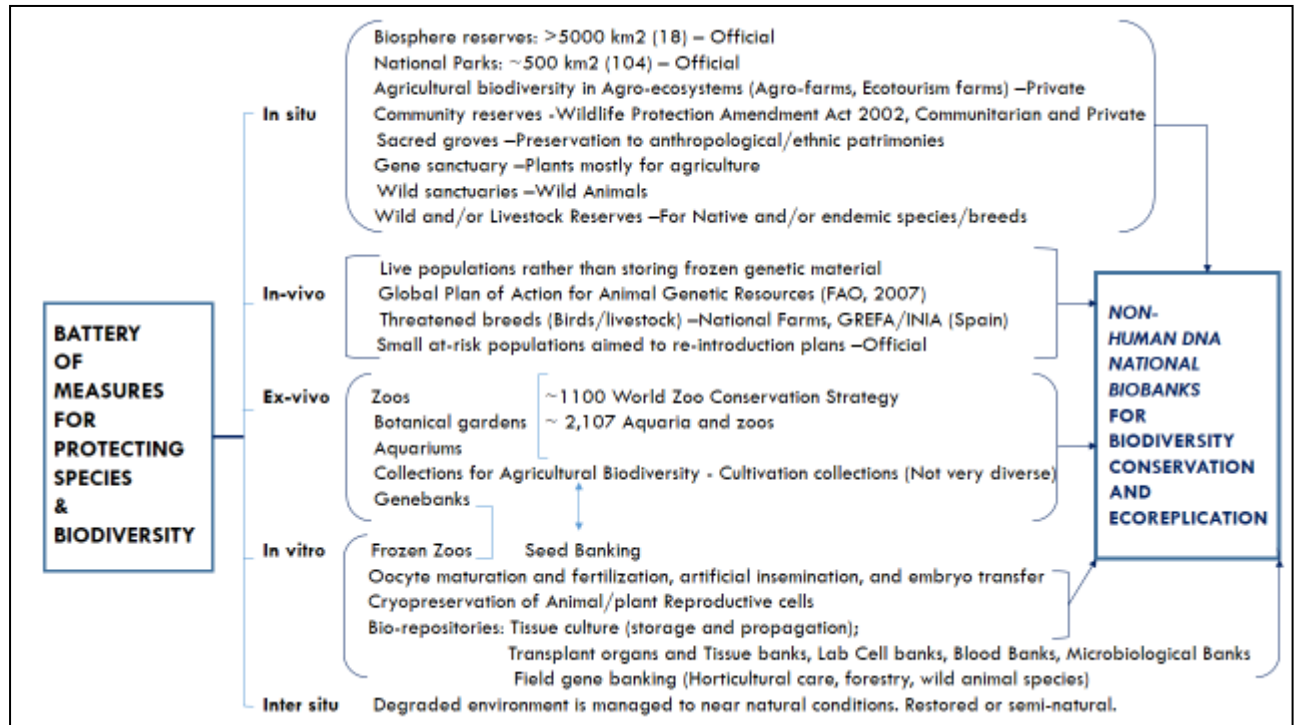 BATTERY
OF
MEASURES
FOR
PROTECTING
SPECIES
&
BIODIVERSITY
In situ
Biosphere reserves: >5000 km2 (18) – Official
National Parks: ~500 km2 (104) – Official
Agricultural biodiversity in Agro-ecosystems (Agro-farms, Ecotourism farms) –Private
Community reserves -Wildlife Protection Amendment Act 2002, Communitarian and Private
Sacred groves –Preservation to anthropological/ethnic patrimonies
Gene sanctuary –Plants mostly for agriculture
Wild sanctuaries –Wild Animals
Wild and/or Livestock Reserves –For Native and/or endemic species/breeds
In-vivo
Live populations rather than storing frozen genetic material
Global Plan of Action for Animal Genetic Resources (FAO, 2007)
Threatened breeds (Birds/livestock) –National Farms, GREFA/INIA (Spain)
Small at-risk populations aimed to re-introduction plans –Official
Ex-vivo
Zoos ~1100 World Zoo Conservation Strategy
Botanical gardens ~ 2,107 Aquaria and zoos
Aquariums
Collections for Agricultural Biodiversity - Cultivation collections (Not very diverse)
Genebanks
In vitro
Frozen Zoos Seed Banking
Oocyte maturation and fertilization, artificial insemination, and embryo transfer
Cryopreservation of Animal/plant Reproductive cells
Bio-repositories: Tissue culture (storage and propagation);
Transplant organs and Tissue banks, Lab Cell banks, Blood Banks, Microbiological Banks
Field gene banking (Horticultural care, forestry, wild animal species)
Inter situ
Degraded environment is managed to near natural conditions. Restored or semi-natural.
NON-
HUMAN DNA
NATIONAL
BIOBANKS
FOR
BIODIVERSITY
CONSERVATION
AND
ECOREPLICATION